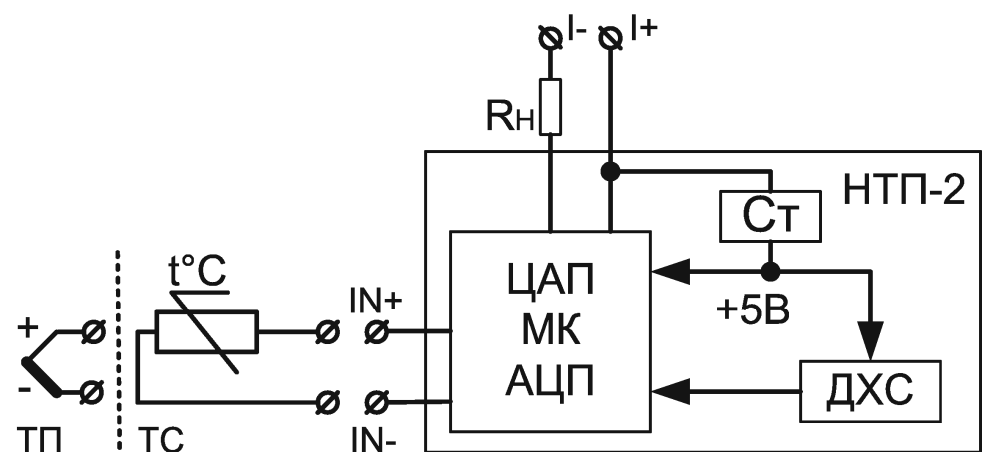 I- I+
Rн
НТП-2
Ст
t°C
ЦАП
IN+
+5В
+
МК
-
АЦП
ДХС
ТП
ТС
IN-